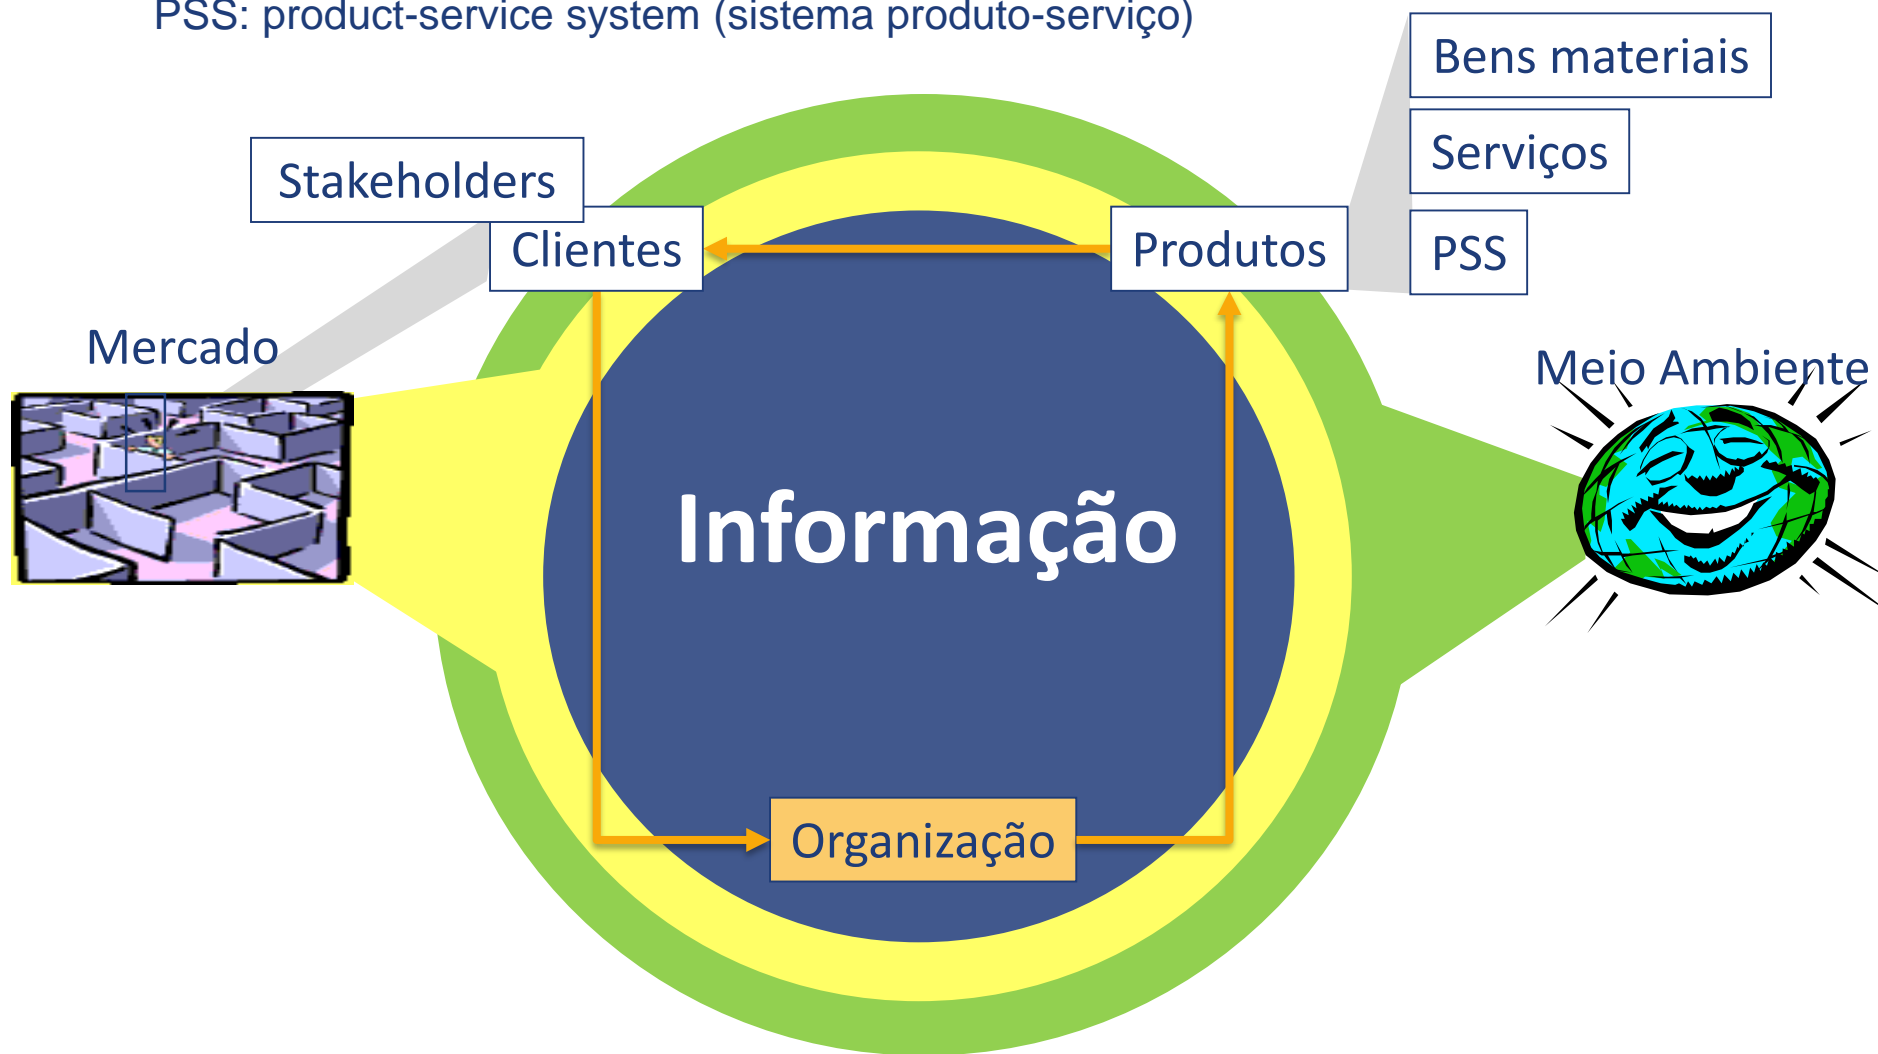 PSS: product-service system (sistema produto-serviço)
Bens materiais
Serviços
PSS
Stakeholders
Clientes
Produtos
Mercado
Meio Ambiente
Informação
Organização